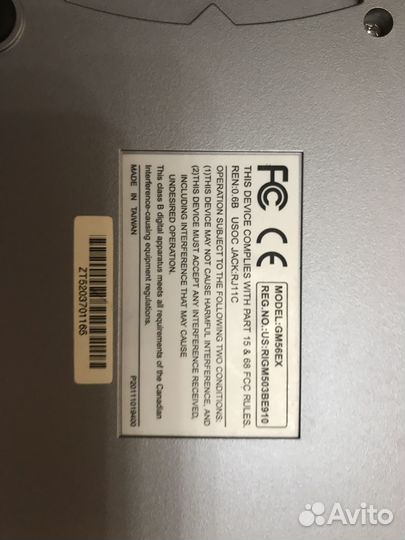 FC CE
MODEL:GM56EX
REG.NO.:US:RIGM503BE910
THIS DEVICE COMPLIES WITH PART 15 & 68 FCC RULES.
REN:0.6B USOC JACK:RJ11C
OPERATION SUBJECT TO THE FOLLOWING TWO CONDITIONS:
(1)THIS DEVICE MAY NOT CAUSE HARMFUL INTERFERENCE, AND
(2)THIS DEVICE MUST ACCEPT ANY INTERFERENCE RECEIVED,
INCLUDING INTERFERENCE THAT MAY CAUSE
UNDESIRED OPERATION.
This class B digital apparatus meets all requirements of the Canadian
Interference-causing equipment regulations.
MADE IN TAIWAN
P20111019400
ZT5203701165
Avito